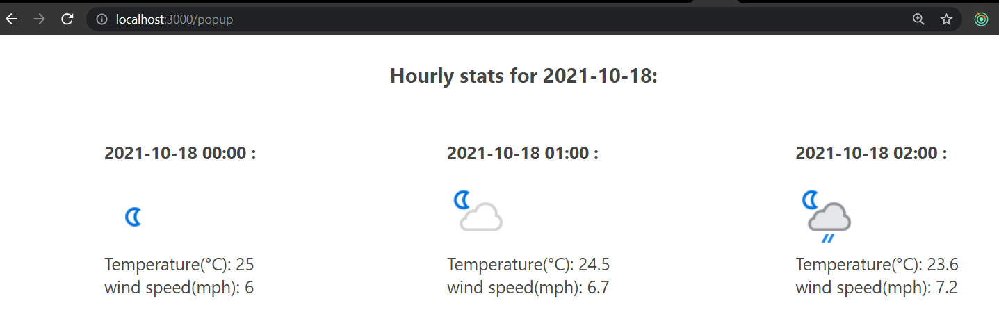 localhost:3000/popup
Hourly stats for 2021-10-18:
2021-10-18 00:00 :
Temperature(°C): 25
wind speed(mph): 6
2021-10-18 01:00 :
Temperature(°C): 24.5
wind speed(mph): 6.7
2021-10-18 02:00 :
Temperature(°C): 23.6
wind speed(mph): 7.2